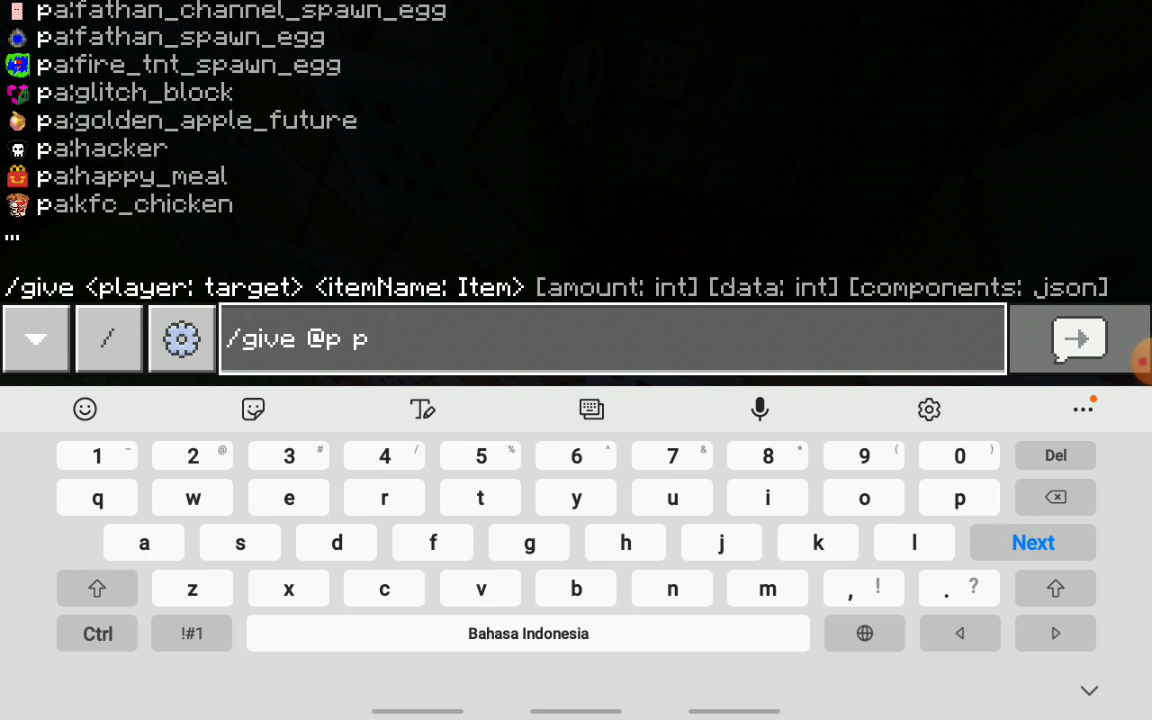 pa:fathan_channel_spawn_egg
pa:fathan_spawn_egg
pa:fire_tnt_spawn_egg
pa:glitch_block
pa:golden_apple_future
pa:hacker
pa:happy_meal
pa:kfc_chicken
...
/give <player: target> <itemName: Item> [amount: int] [data: int] [components: json]
/
/give @p p
1 - 2 @ 3 # 4 / 5 % 6 ^ 7 & 8 * 9 ( 0 ) Del
q w e r t y u i o p
a s d f g h j k l Next
z x c v b n m , ! . ?
Ctrl !#1 Bahasa Indonesia